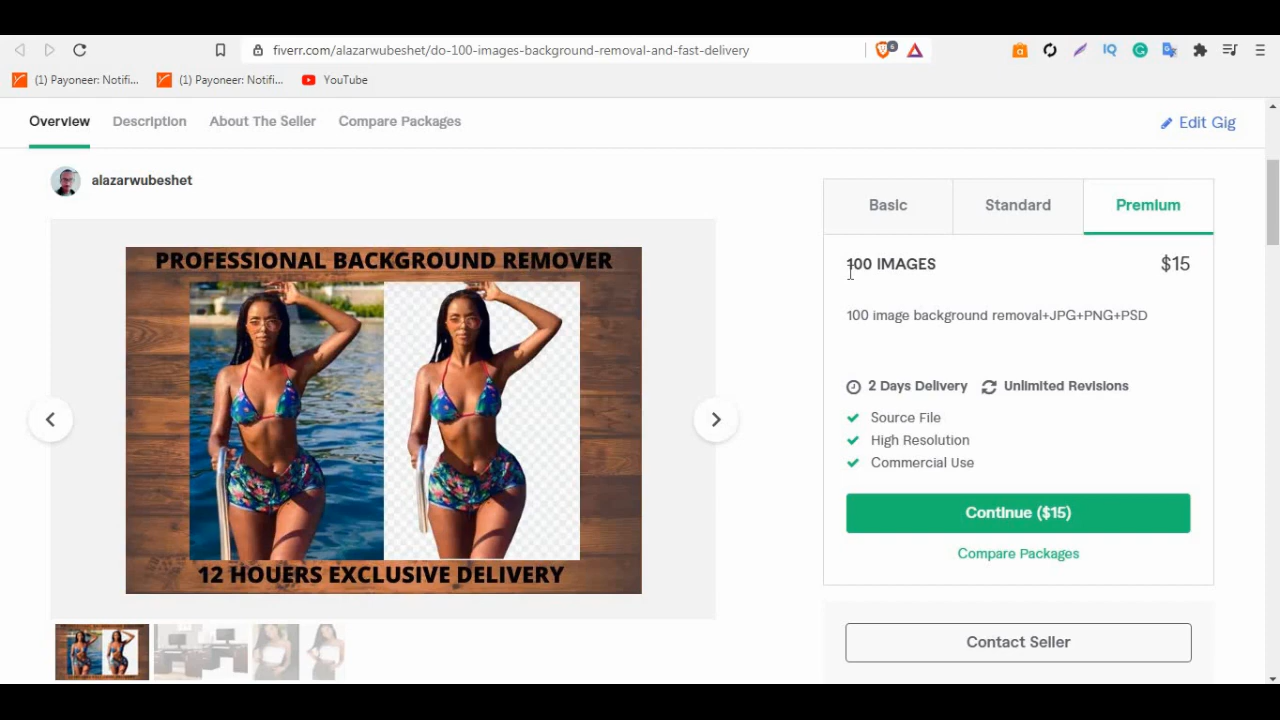 fiverr.com/alazarwubeshet/do-100-images-background-removal-and-fast-delivery
6
IQ
(1) Payoneer: Notifi...
(1) Payoneer: Notifi...
YouTube
Overview
Description
About The Seller
Compare Packages
Edit Gig
alazarwubeshet
PROFESSIONAL BACKGROUND REMOVER
12 HOUERS EXCLUSIVE DELIVERY
Basic
Standard
Premium
100 IMAGES
$15
100 image background removal+JPG+PNG+PSD
2 Days Delivery
Unlimited Revisions
Source File
High Resolution
Commercial Use
Continue ($15)
Compare Packages
Contact Seller